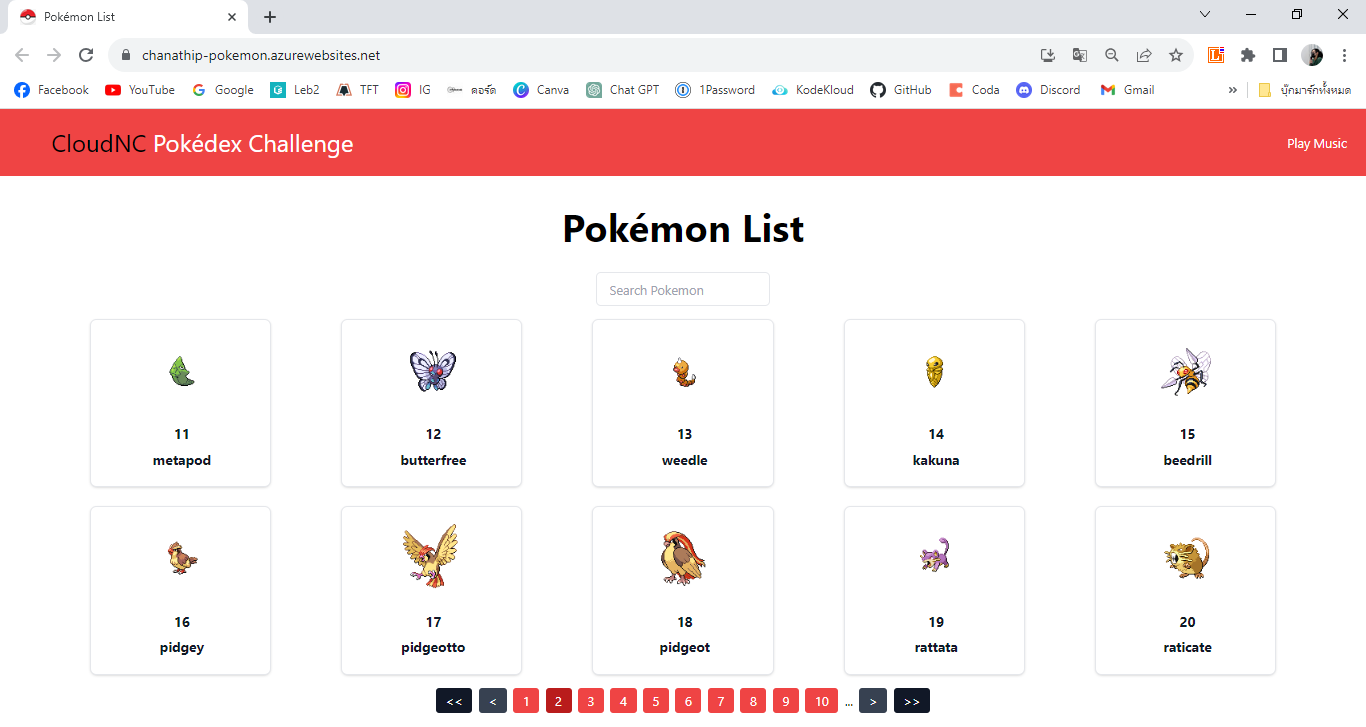 Pokémon List
chanathip-pokemon.azurewebsites.net
Facebook YouTube Google Leb2 TFT IG คอร์ด Canva Chat GPT 1Password KodeKloud GitHub Coda Discord Gmail » บุ๊กมาร์กทั้งหมด
CloudNC Pokédex Challenge Play Music
Pokémon List
Search Pokemon
11 12 13 14 15
metapod butterfree weedle kakuna beedrill
16 17 18 19 20
pidgey pidgeotto pidgeot rattata raticate
<< < 1 2 3 4 5 6 7 8 9 10 ... > >>